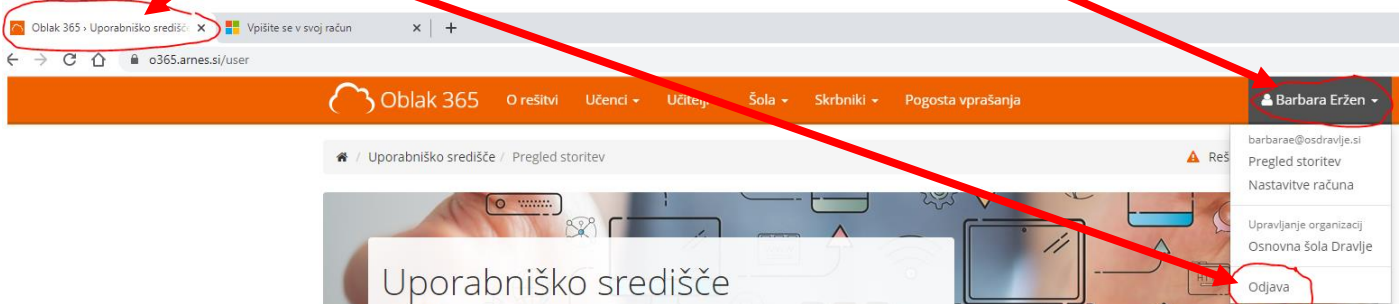 Oblak 365 › Uporabniško središč
Vpišite se v svoj račun
o365.arnes.si/user
Oblak 365 O rešitvi Učenci Šola Skrbniki Pogosta vprašanja Barbara Eržen
/ Uporabniško središče / Pregled storitev
Reš
barbarae@osdravlje.si
Pregled storitev
Nastavitve računa
Upravljanje organizacij
Osnovna šola Dravlje
Odjava
Uporabniško središče